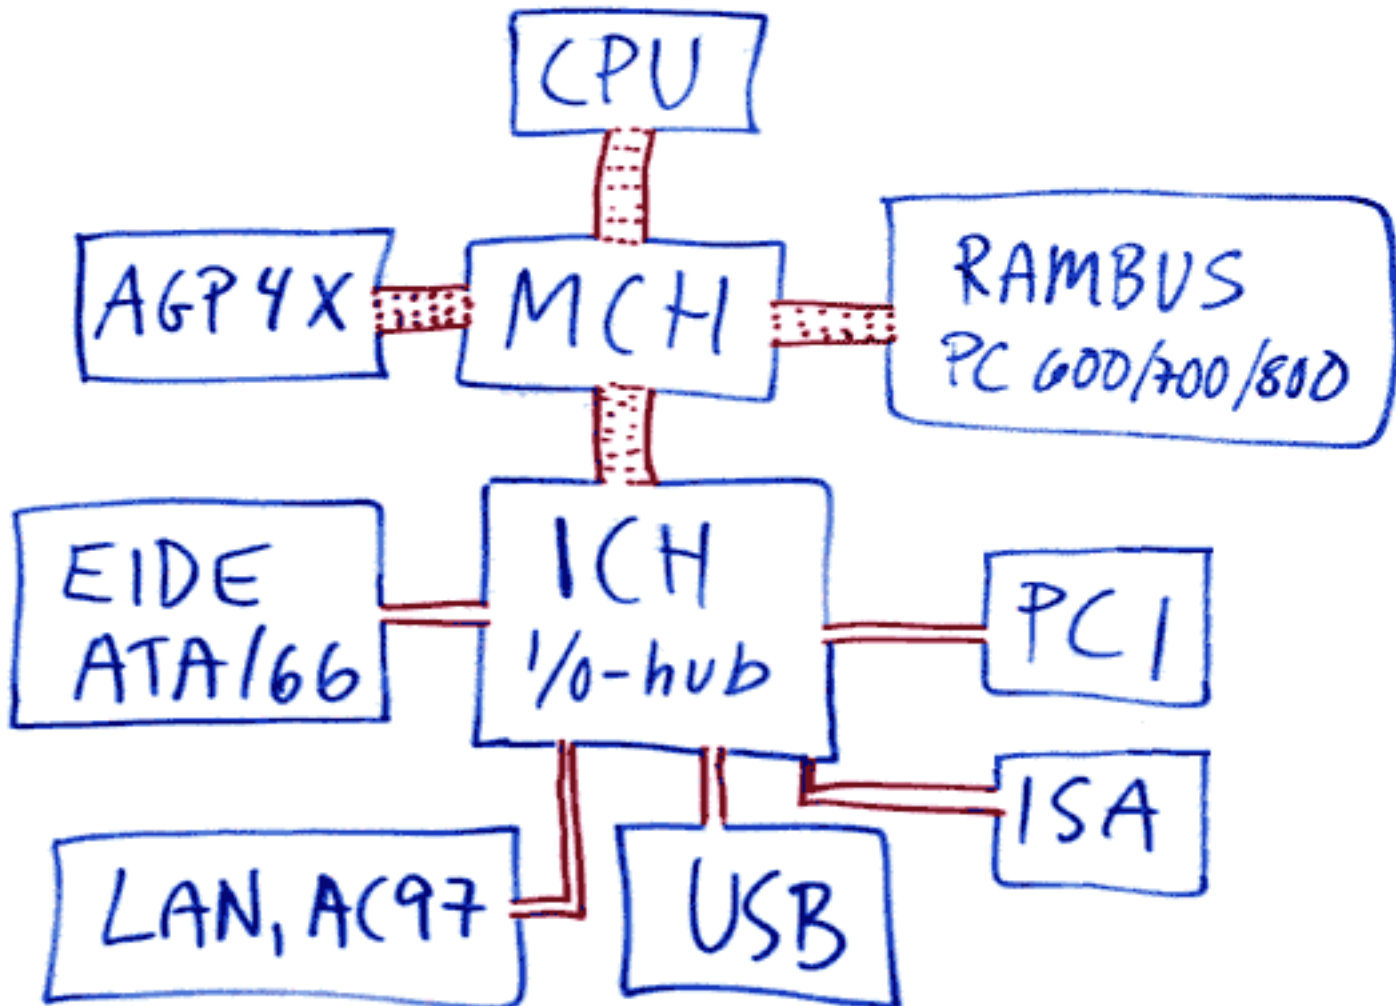 CPU
AGP4X
MCH
RAMBUS
PC 600/700/800
EIDE
ATA/66
ICH
I/O-hub
PCI
ISA
LAN, AC97
USB